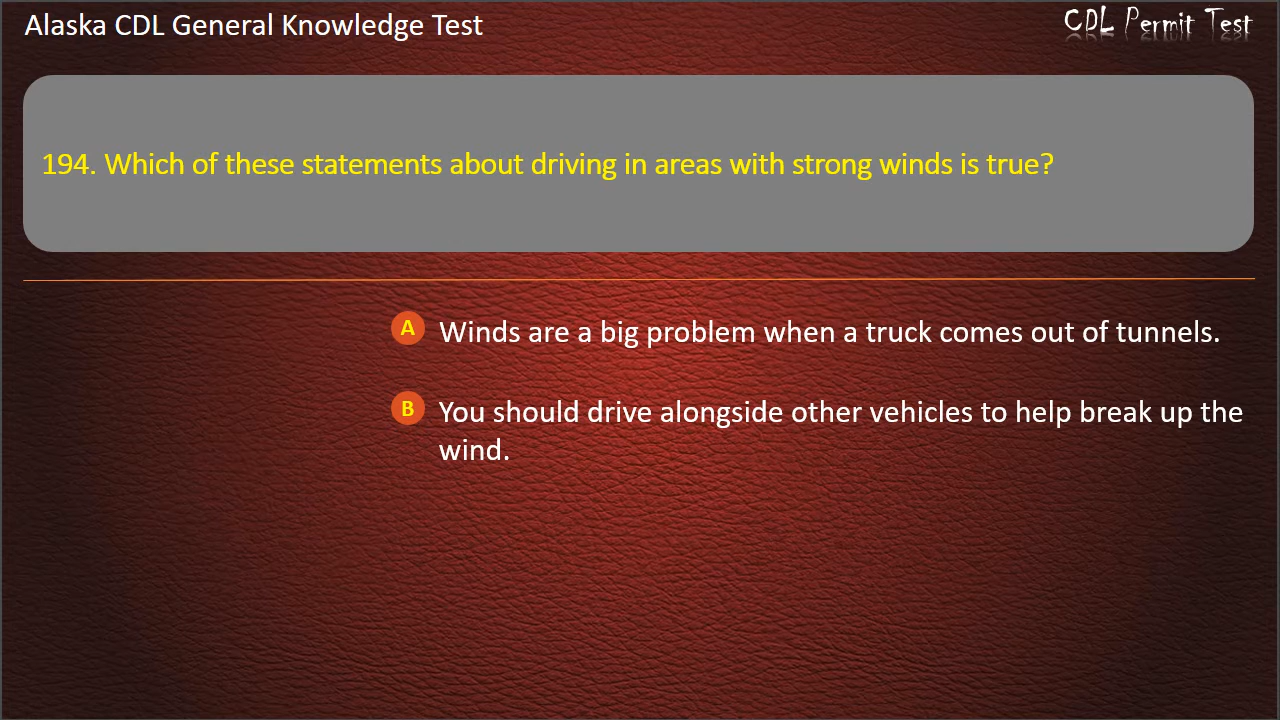 Alaska CDL General Knowledge Test
CDL Permit Test
194. Which of these statements about driving in areas with strong winds is true?
A Winds are a big problem when a truck comes out of tunnels.
B You should drive alongside other vehicles to help break up the
wind.